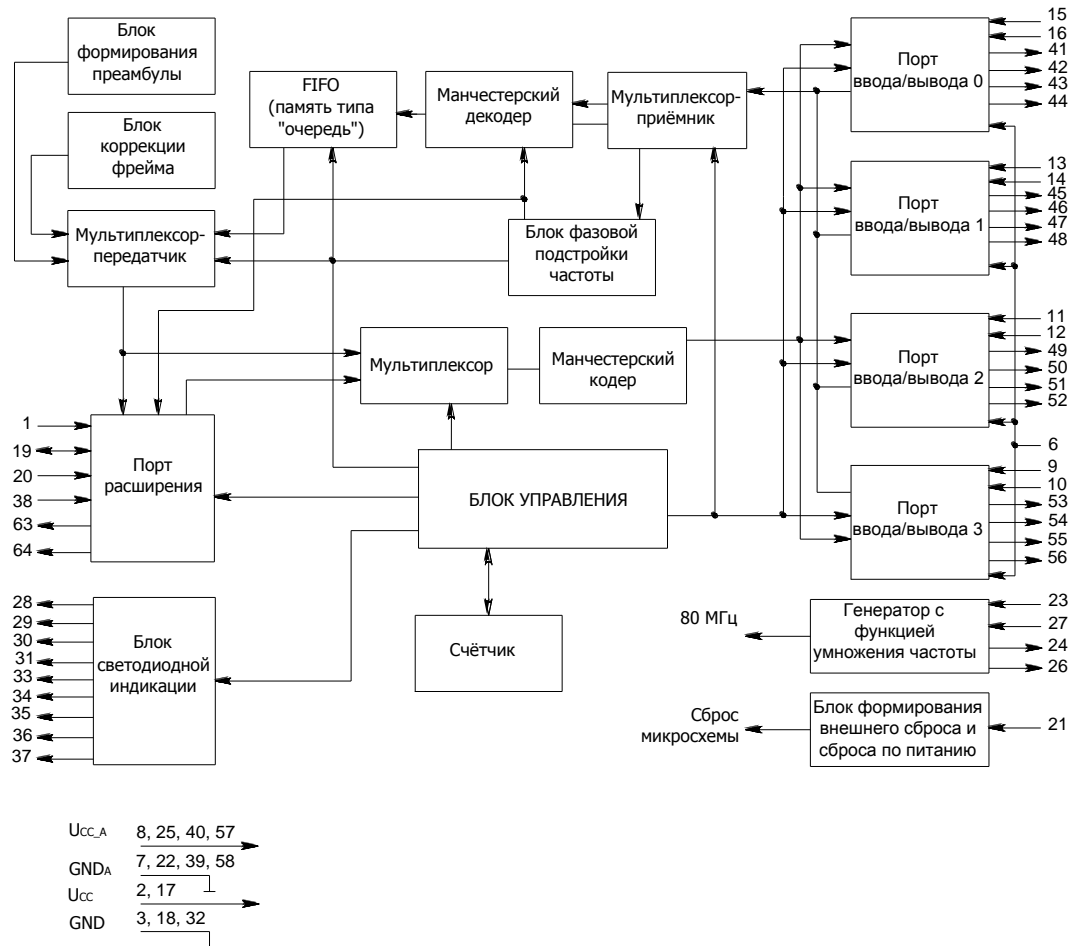 Блок
формирования
преамбулы
Блок
коррекции
фрейма
Мультиплексор-
передатчик
FIFO
(память типа
"очередь")
Манчестерский
декодер
Мультиплексор-
приёмник
Блок фазовой
подстройки
частоты
Мультиплексор
Манчестерский
кодер
Порт
ввода/вывода 0
15
16
41
42
43
44
Порт
ввода/вывода 1
13
14
45
46
47
48
Порт
ввода/вывода 2
11
12
49
50
51
52
6
Порт
ввода/вывода 3
9
10
53
54
55
56
1
19
20
38
63
64
Порт
расширения
БЛОК УПРАВЛЕНИЯ
Счётчик
28
29
30
31
33
34
35
36
37
Блок
светодиодной
индикации
80 МГц
Генератор с
функцией
умножения частоты
23
27
24
26
Сброс
микросхемы
Блок формирования
внешнего сброса и
сброса по питанию
21
UCC_A 8, 25, 40, 57
GNDA 7, 22, 39, 58
UCC 2, 17
GND 3, 18, 32